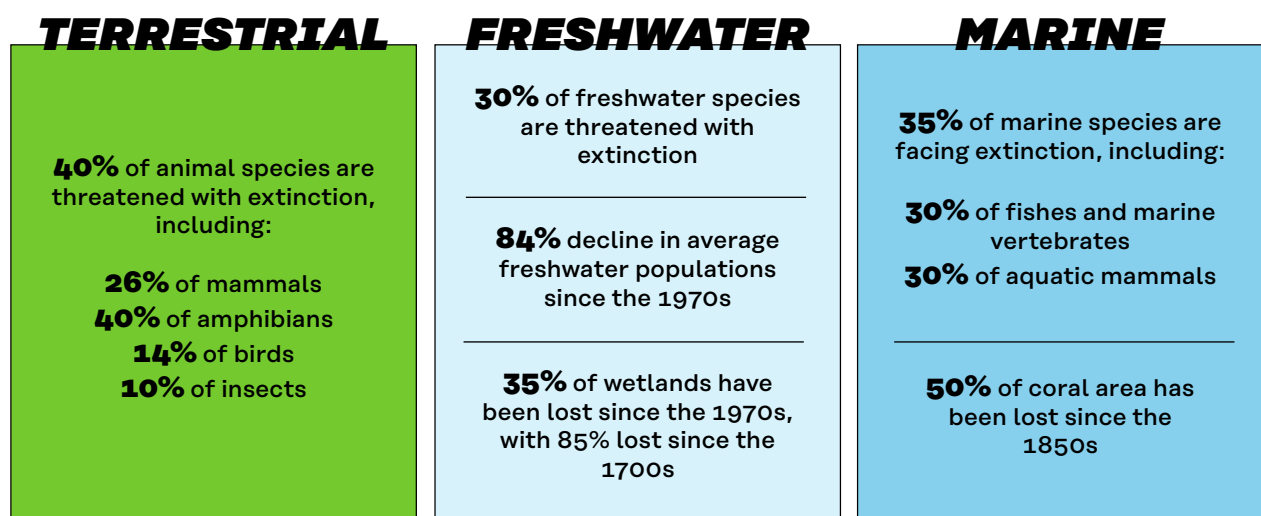 TERRESTRIAL
40% of animal species are
threatened with extinction,
including:
26% of mammals
40% of amphibians
14% of birds
10% of insects
FRESHWATER
30% of freshwater species
are threatened with
extinction
84% decline in average
freshwater populations
since the 1970s
35% of wetlands have
been lost since the 1970s,
with 85% lost since the
1700s
MARINE
35% of marine species are
facing extinction, including:
30% of fishes and marine
vertebrates
30% of aquatic mammals
50% of coral area has
been lost since the
1850s